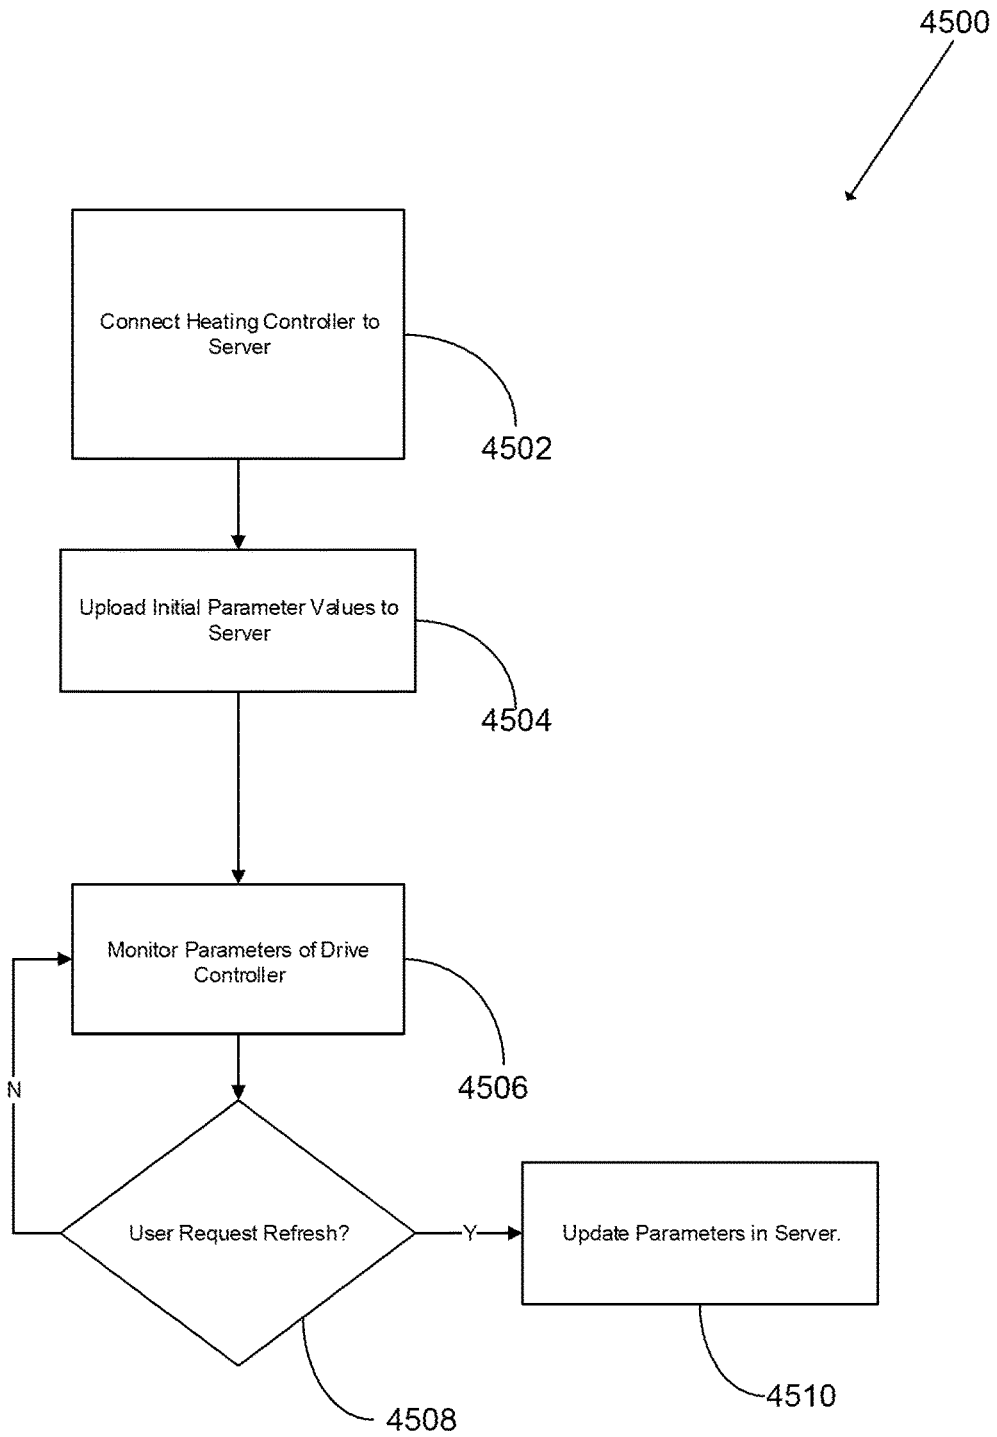 4500
Connect Heating Controller to
Server
4502
Upload Initial Parameter Values to
Server
4504
Monitor Parameters of Drive
Controller
4506
N
User Request Refresh?
Y
Update Parameters in Server.
4508
4510